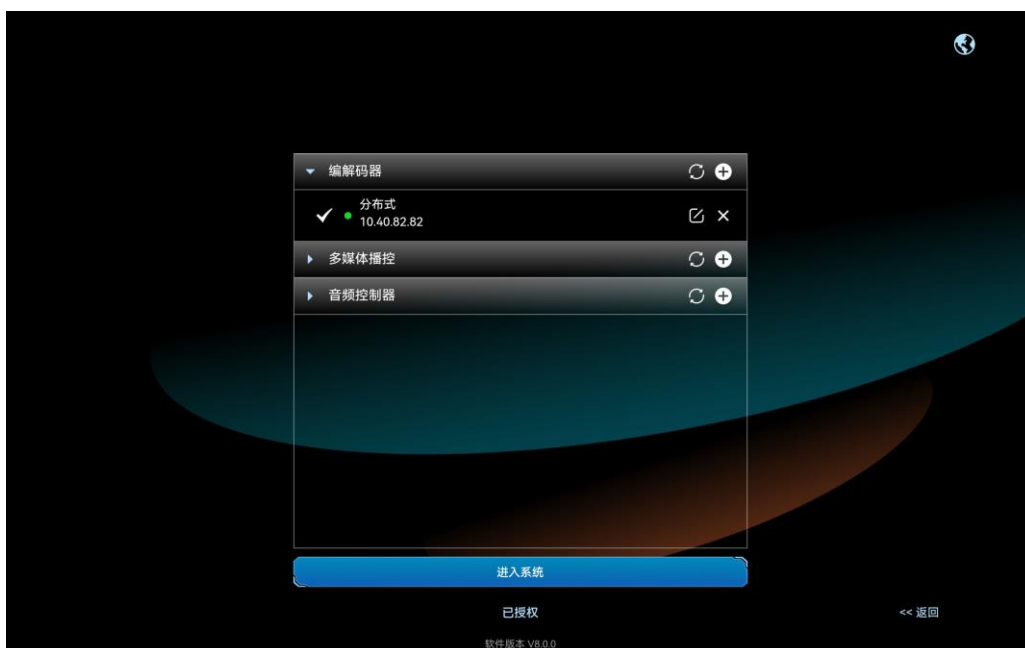 编解码器
分布式
10.40.82.82
多媒体播控
音频控制器
进入系统
已授权
<< 返回
软件版本 V8.0.0